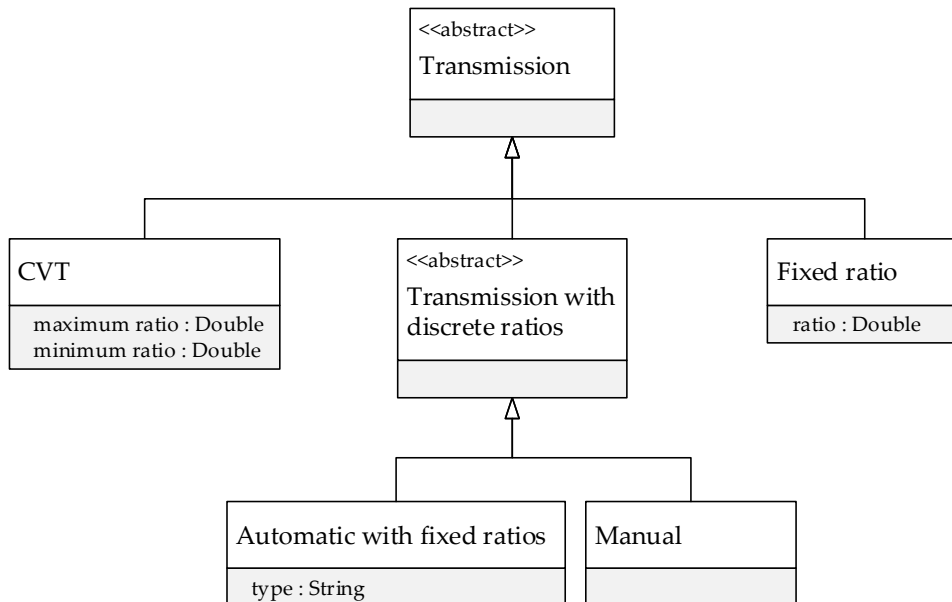 <<abstract>>
Transmission
CVT
maximum ratio : Double
minimum ratio : Double
<<abstract>>
Transmission with
discrete ratios
Fixed ratio
ratio : Double
Automatic with fixed ratios
type : String
Manual